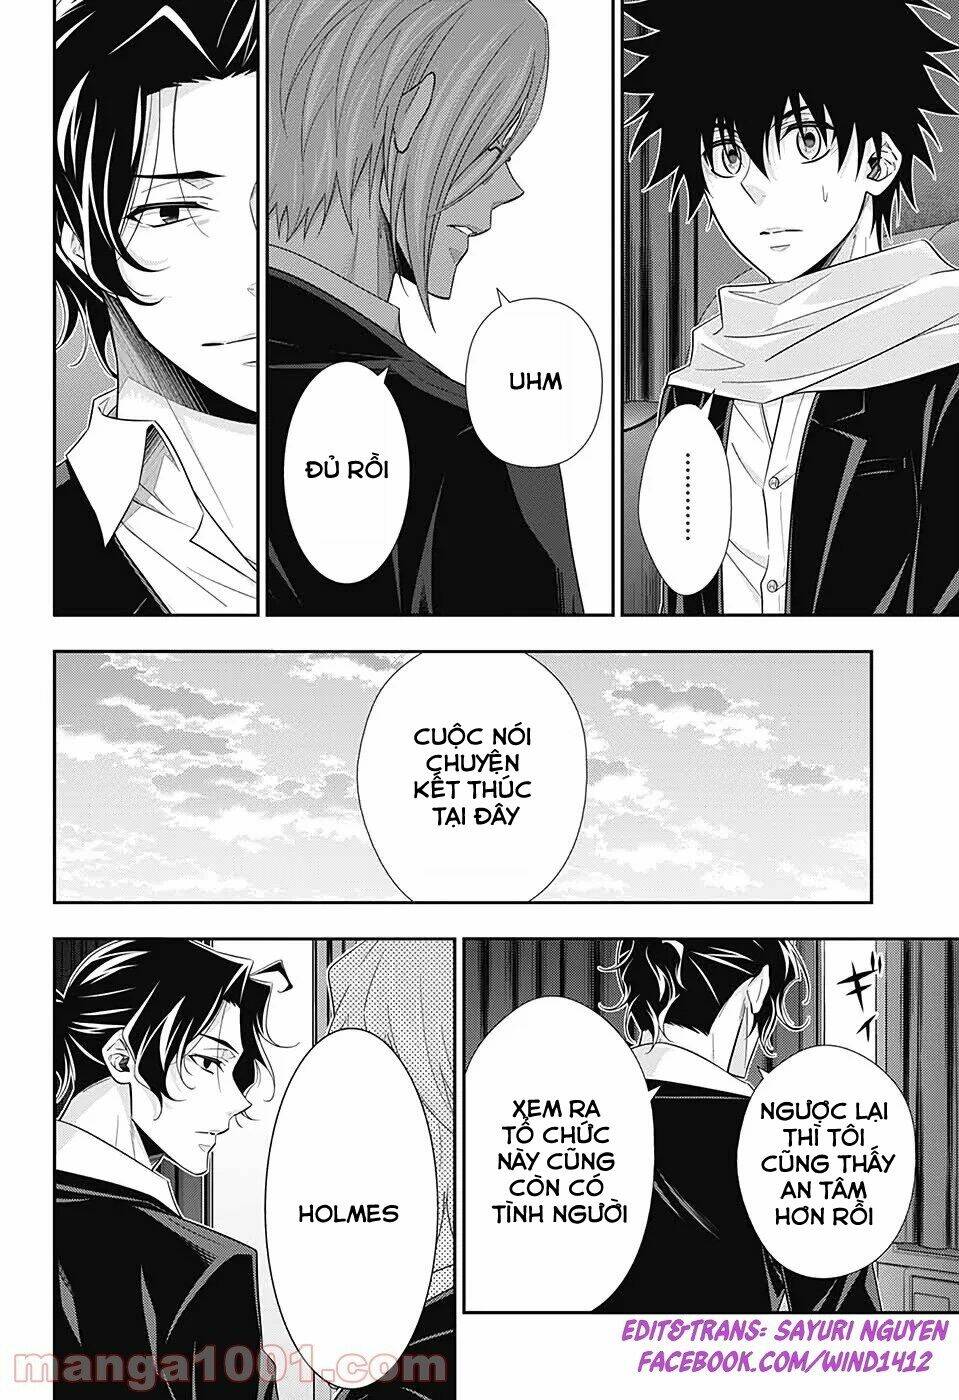 .........
UHM
ĐỦ RỒI
CUỘC NÓI
CHUYỆN
KẾT THÚC
TẠI ĐÂY
NGƯỢC LẠI
THÌ TÔI
CŨNG THẤY
AN TÂM
HƠN RỒI
XEM RA
TỔ CHỨC
NÀY CŨNG
CÒN CÓ
TÌNH NGƯỜI
HOLMES
EDIT&TRANS: SAYURI NGUYEN
FACEBOOK.COM/WIND1412
manga1001.com